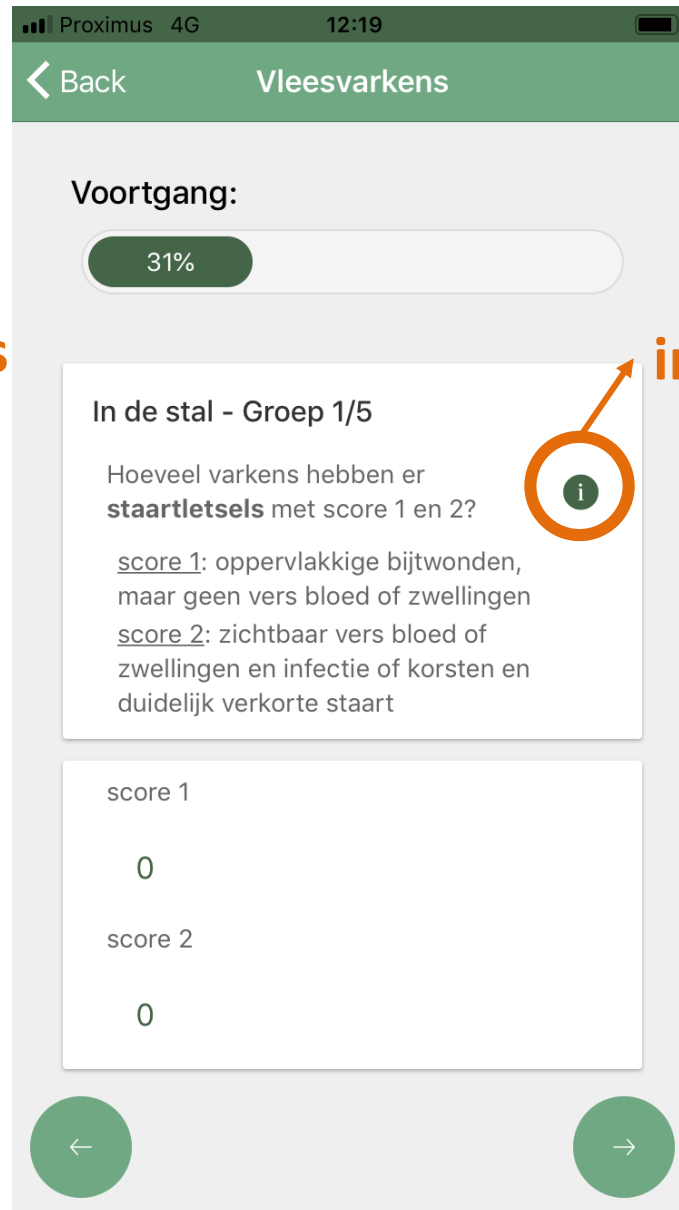 Proximus 4G 12:19
Back Vleesvarkens
Voortgang:
31%
In de stal - Groep 1/5
Hoeveel varkens hebben er
staartletsels met score 1 en 2?
i
score 1: oppervlakkige bijtwonden,
maar geen vers bloed of zwellingen
score 2: zichtbaar vers bloed of
zwellingen en infectie of korsten en
duidelijk verkorte staart
score 1
0
score 2
0
← →